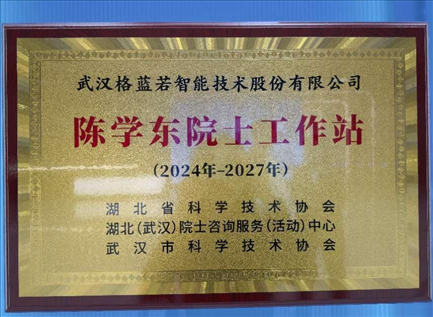 武汉格蓝若智能技术股份有限公司
陈学东院士工作站
(2024年-2027年)
湖北省科学技术协会
湖北(武汉)院士咨询服务(活动)中心
武汉市科学技术协会